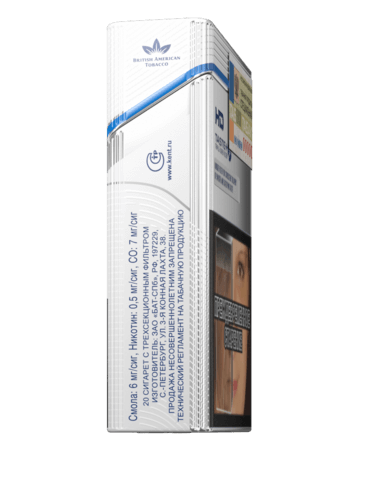 BRITISH AMERICAN
TOBACCO
www.kent.ru
Смола: 6 мг/сиг, Никотин: 0,5 мг/сиг, СО: 7 мг/сиг
20 СИГАРЕТ С ТРЕХСЕКЦИОННЫМ ФИЛЬТРОМ
ИЗГОТОВИТЕЛЬ: ЗАО «БАТ-СПб», РФ, 197229,
С.-ПЕТЕРБУРГ, УЛ. 3-Я КОННАЯ ЛАХТА, 38.
ПРОДАЖА НЕСОВЕРШЕННОЛЕТНИМ ЗАПРЕЩЕНА
ТЕХНИЧЕСКИЙ РЕГЛАМЕНТ НА ТАБАЧНУЮ ПРОДУКЦИЮ
HD